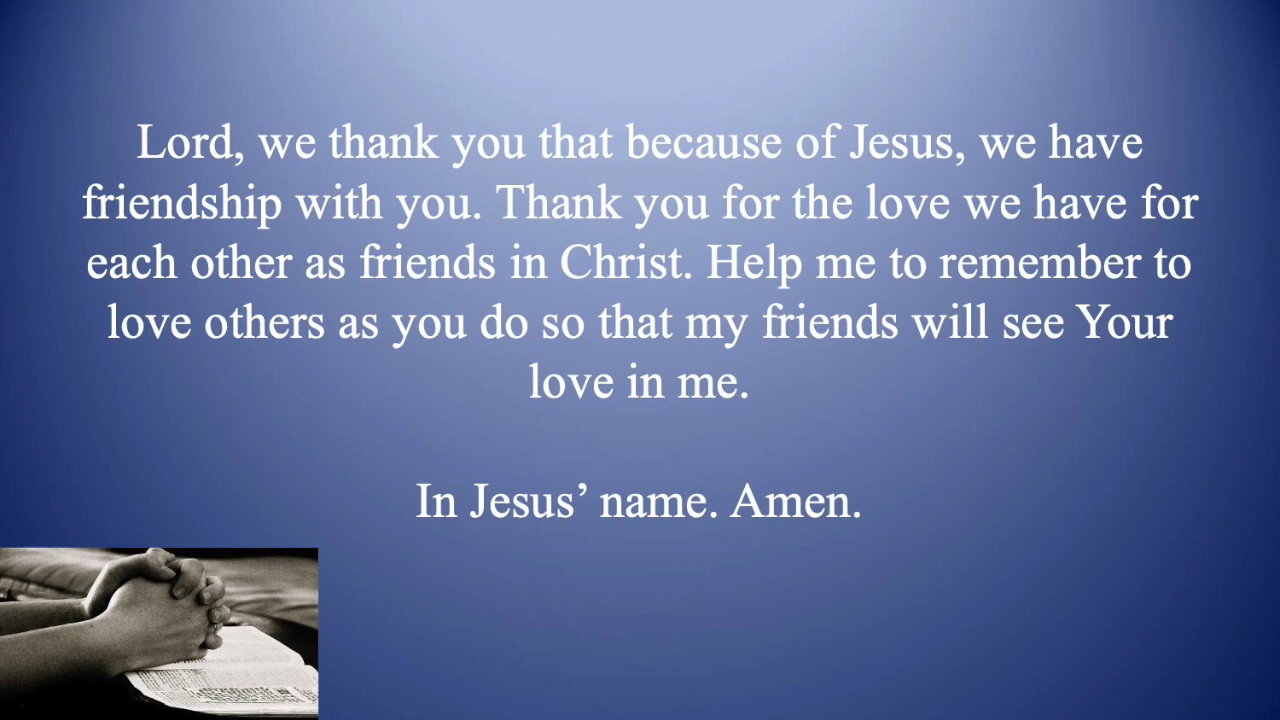 Lord, we thank you that because of Jesus, we have
friendship with you. Thank you for the love we have for
each other as friends in Christ. Help me to remember to
love others as you do so that my friends will see Your
love in me.
In Jesus’ name. Amen.